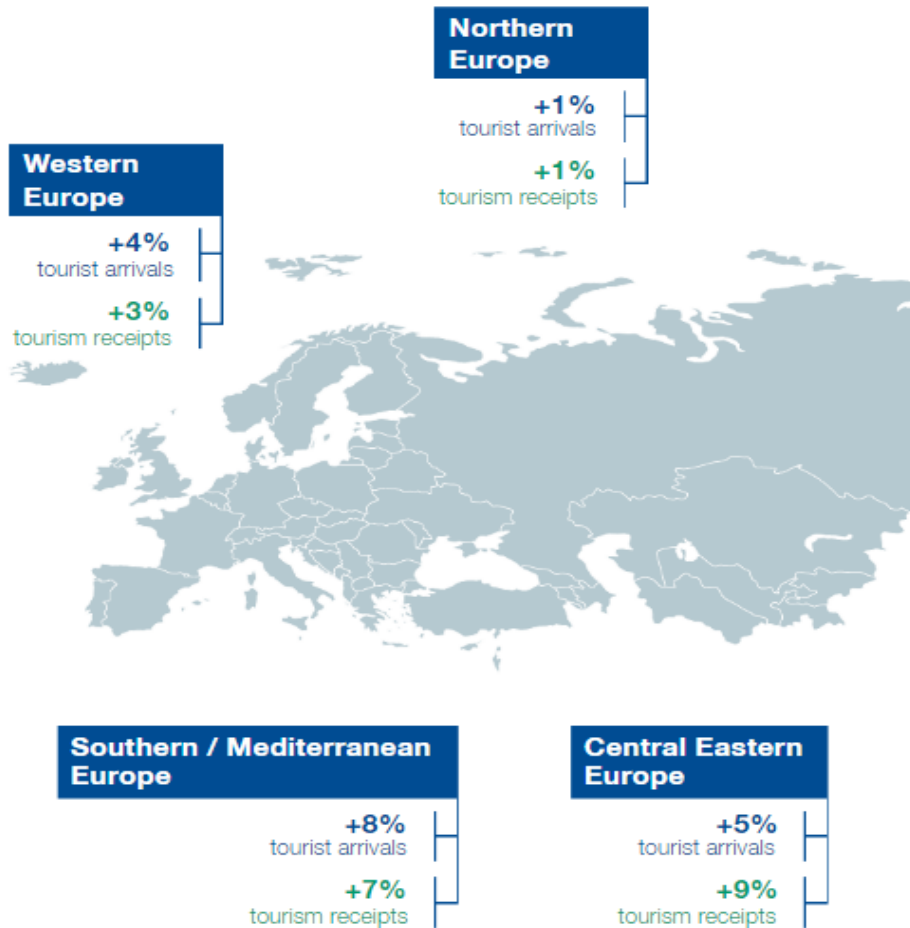 Northern
Europe
+1%
tourist arrivals
+1%
tourism receipts
Western
Europe
+4%
tourist arrivals
+3%
tourism receipts
Southern / Mediterranean
Europe
+8%
tourist arrivals
+7%
tourism receipts
Central Eastern
Europe
+5%
tourist arrivals
+9%
tourism receipts